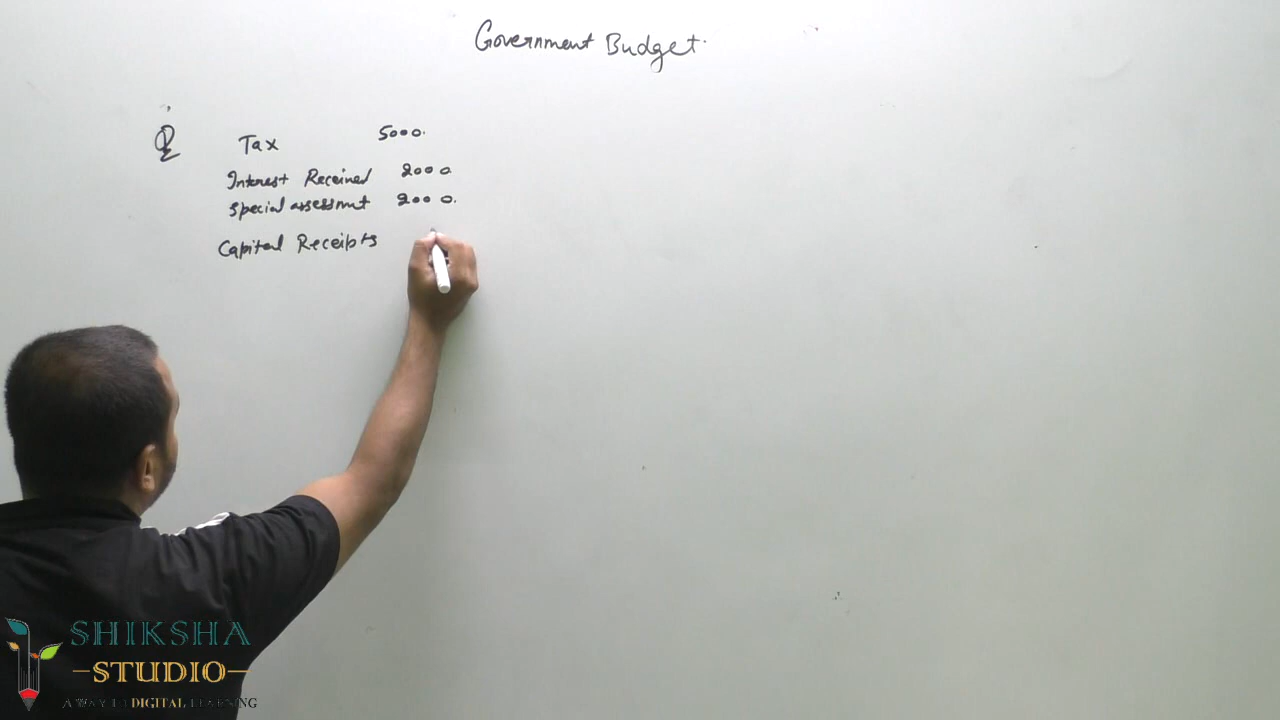 Government Budget.
Q Tax 5000.
Interest Received 2000
Special assessment 2000.
Capital Receipts
SHIKSHA
STUDIO
A WAY TO DIGITAL LEARNING